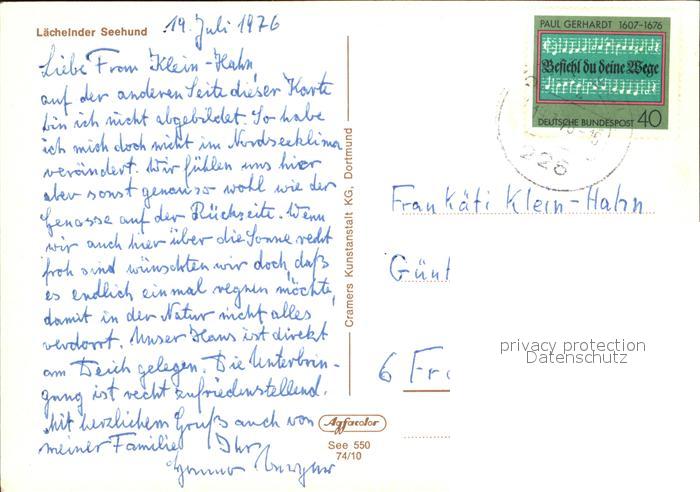 Lächelnder Seehund
19. Juli 1976
Liebe Frau Klein-Hahn
auf der anderen Seite dieser Karte
bin ich nicht abgebildet. So habe
ich mich doch nicht im Nordseeklima
verändert. Wir fühlen uns hier
aber sonst genauso wohl wie der
Genosse auf der Rückseite. Wenn
wir auch hier über die Sonne recht
froh sind wünschten wir doch, daß
es endlich einmal regnen möchte,
damit in der Natur nicht alles
verdorrt. Unser Haus ist direkt
am Deich gelegen. Die Unterbrin-
gung ist recht zufriedenstellend.
Mit herzlichem Gruß auch von
meiner Familie Ihr
Cramers Kunstanstalt KG, Dortmund
Agfacolor
See 550
74/10
PAUL GERHARDT 1607-1676
Befiehl du deine Wege
DEUTSCHE BUNDESPOST 40
226
Frau Käti Klein-Hahn
Günt
6 Fr
privacy protection
Datenschutz